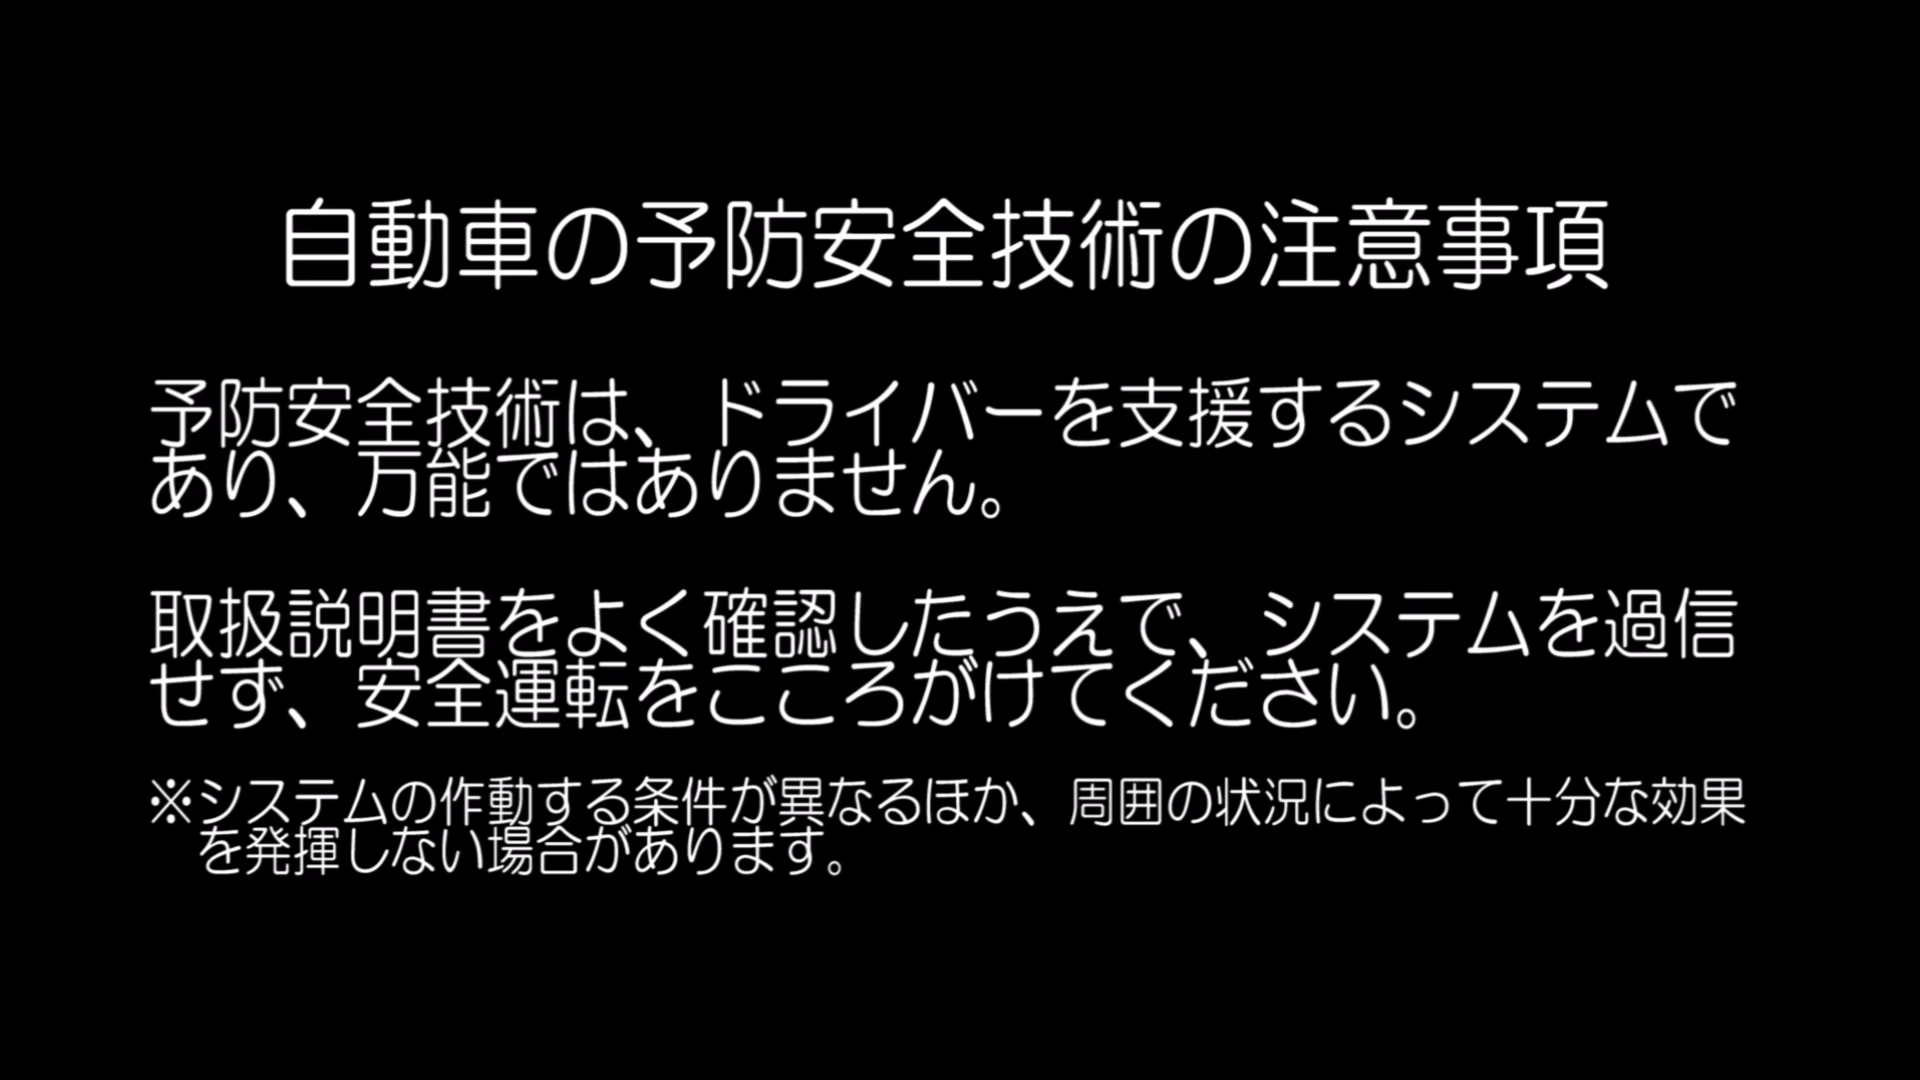 自動車の予防安全技術の注意事項
予防安全技術は、ドライバーを支援するシステムで
あり、万能ではありません。
取扱説明書をよく確認したうえで、システムを過信
せず、安全運転をこころがけてください。
※システムの作動する条件が異なるほか、周囲の状況によって十分な効果
を発揮しない場合があります。